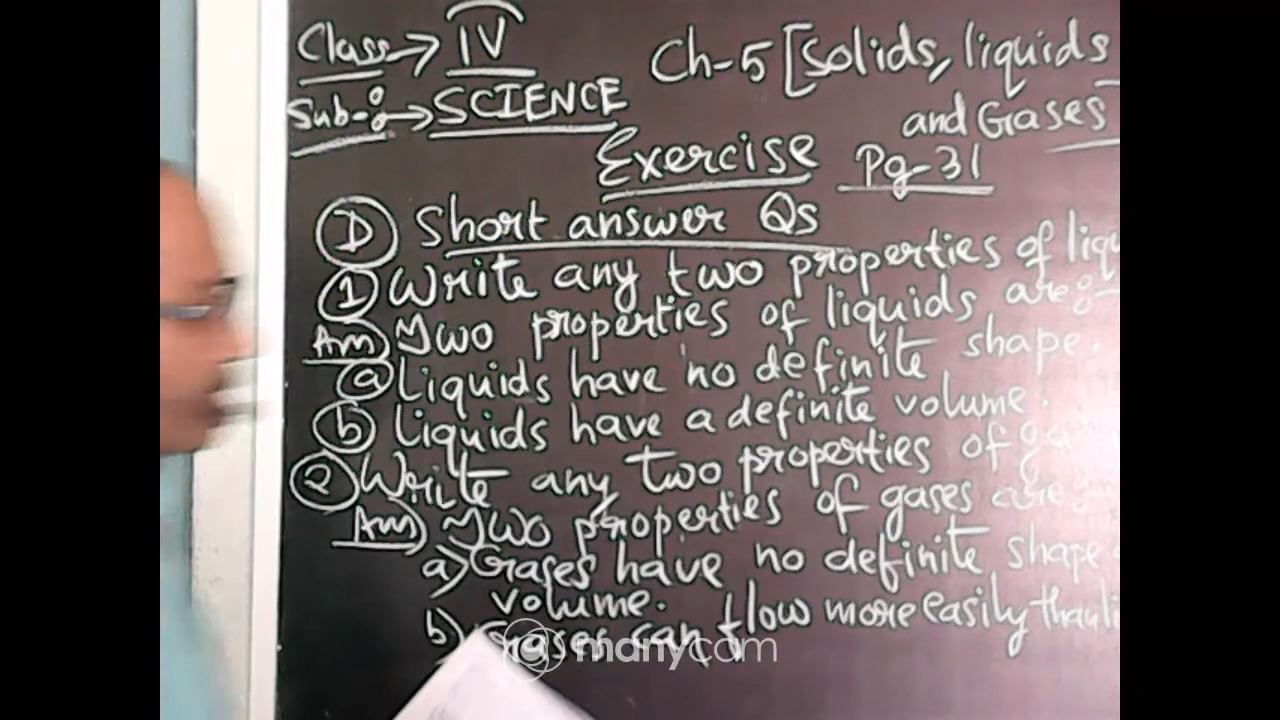 Class → IV
Ch-5 [Solids, liquids
Sub-: → SCIENCE
and Gases
Exercise Pg-31
D Short answer Qs
1 Write any two properties of
Ans) Two properties of liquids are:-
a Liquids have no definite shape.
b Liquids have a definite volume.
2 Write any two properties of
Ans) Two properties of gases are
a) Gases have no definite shape
volume.
b) Gases can flow more easily than
manycam